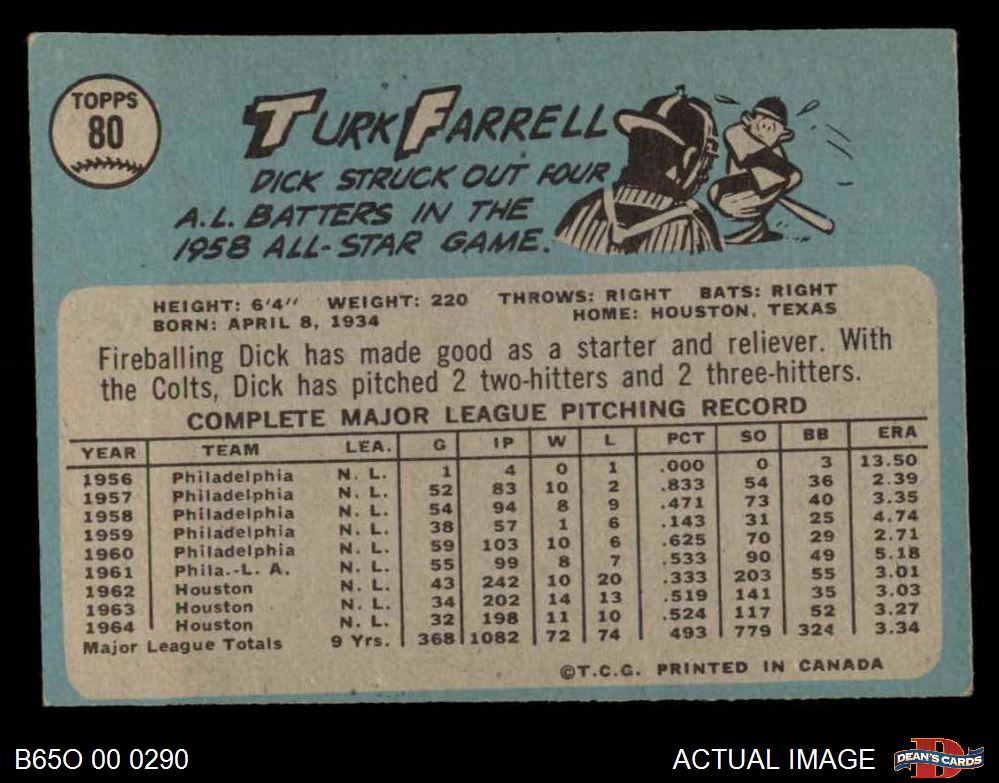 TOPPS
80
TURK FARRELL
DICK STRUCK OUT FOUR
A.L. BATTERS IN THE
1958 ALL-STAR GAME.
HEIGHT: 6'4" WEIGHT: 220 THROWS: RIGHT BATS: RIGHT
BORN: APRIL 8, 1934 HOME: HOUSTON, TEXAS
Fireballing Dick has made good as a starter and reliever. With
the Colts, Dick has pitched 2 two-hitters and 2 three-hitters.
COMPLETE MAJOR LEAGUE PITCHING RECORD
YEAR TEAM LEA. G IP W L PCT SO BB ERA
1956 Philadelphia N. L. 1 4 0 1 .000 0 3 13.50
1957 Philadelphia N. L. 52 83 10 2 .833 54 36 2.39
1958 Philadelphia N. L. 54 94 8 9 .471 73 40 3.35
1959 Philadelphia N. L. 38 57 1 6 .143 31 25 4.74
1960 Philadelphia N. L. 59 103 10 6 .625 70 29 2.71
1961 Phila.-L. A. N. L. 55 99 8 7 .533 90 49 5.18
1962 Houston N. L. 43 242 10 20 .333 203 55 3.01
1963 Houston N. L. 34 202 14 13 .519 141 35 3.03
1964 Houston N. L. 32 198 11 10 .524 117 52 3.27
Major League Totals 9 Yrs. 368 1082 72 74 493 779 324 3.34
©T.C.G. PRINTED IN CANADA
B65O 00 0290 ACTUAL IMAGE
D
DEAN'S CARDS